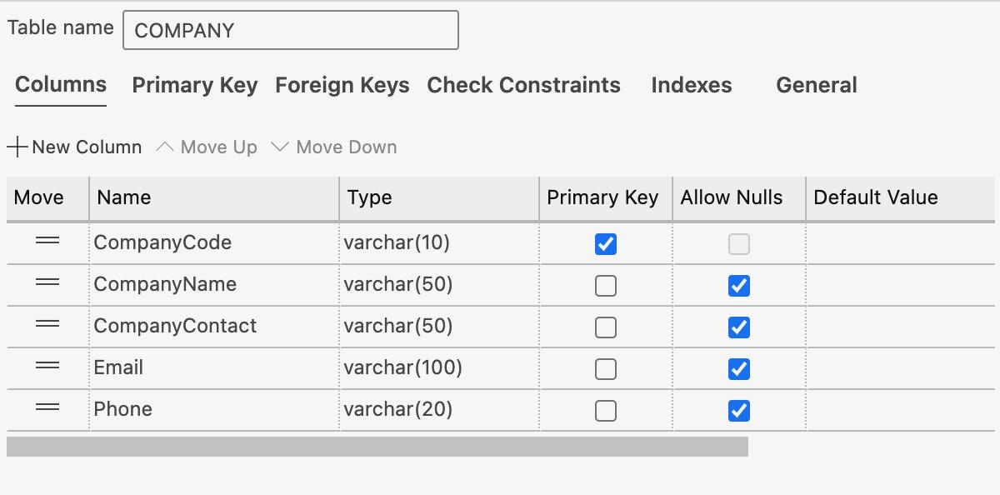 Table name COMPANY
Columns Primary Key Foreign Keys Check Constraints Indexes General
New Column Move Up Move Down
Move Name Type Primary Key Allow Nulls Default Value
CompanyCode varchar(10)
CompanyName varchar(50)
CompanyContact varchar(50)
Email varchar(100)
Phone varchar(20)